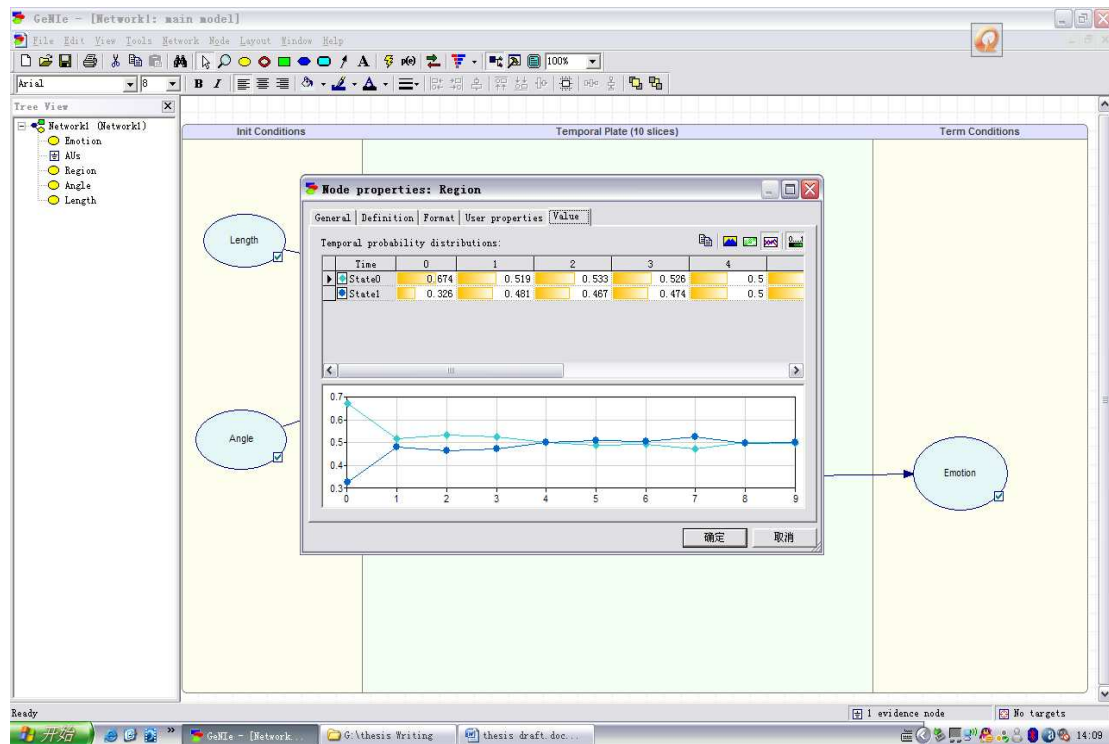 GeNIe - [Network1: main model]
File Edit View Tools Network Node Layout Window Help
100%
Arial 8 B I
Tree View
Network1 (Network1)
Emotion
AUs
Region
Angle
Length
Init Conditions Temporal Plate (10 slices) Term Conditions
Length
Angle
Emotion
Node properties: Region
General Definition Format User properties Value
Temporal probability distributions:
Time 0 1 2 3 4
State0 0.674 0.519 0.533 0.526 0.5
State1 0.326 0.481 0.467 0.474 0.5
0.7
0.6
0.5
0.4
0.3
0 1 2 3 4 5 6 7 8 9
确定 取消
Ready 1 evidence node No targets
开始 » GeNIe - [Network... G:\thesis Writing thesis draft.doc... 14:09